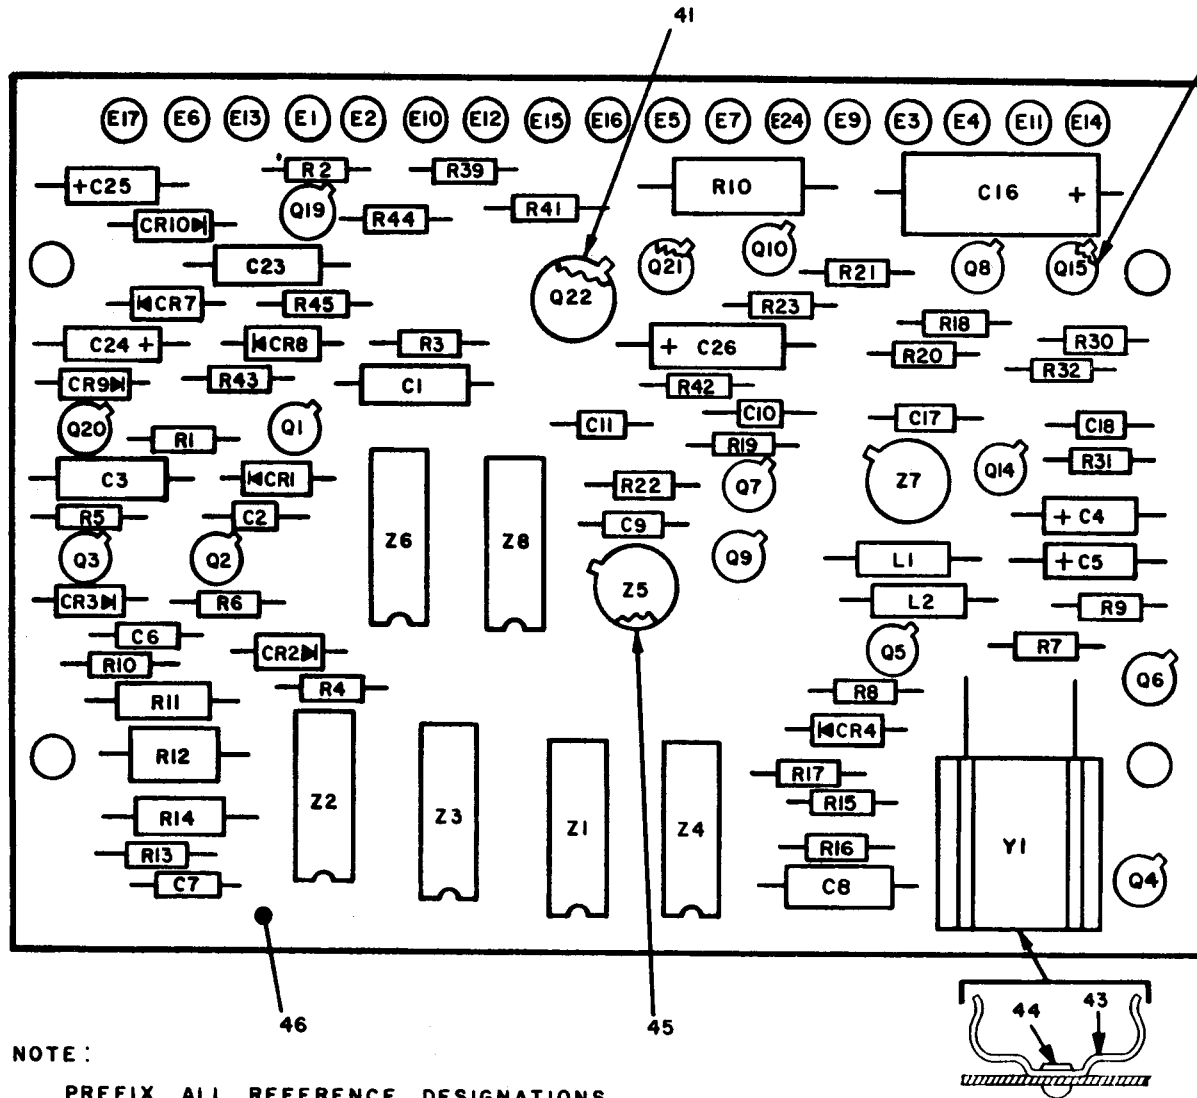 41
E17 E6 E13 E1 E2 E10 E12 E15 E16 E5 E7 E24 E9 E3 E4 E11 E14
R2 R39
+C25 R10 C16 +
Q19 R44 R41
CR10 Q10
C23 Q21 R21 Q8 Q15
Q22
CR7 R45 R23
R18
C24+ CR8 R3 + C26 R20 R30
CR9 R43 C1 R42 R32
C10
Q20 R1 Q1 C11 R19 C17 C18
C3 CR1 R22 Q7 Z7 Q14 R31
R5 C2 C9 +C4
Z6 Z8
Q3 Q2 Q9 L1 +C5
Z5
CR3 R6 L2 R9
C6 CR2 Q5 R7
R10
R11 R4 R8 Q6
CR4
R12
R17
Z2 Z3 Z1 Z4 R15
R14
R13 R16 Y1
C7 C8 Q4
46 45 44 43
NOTE:
PREFIX ALL REFERENCE DESIGNATIONS